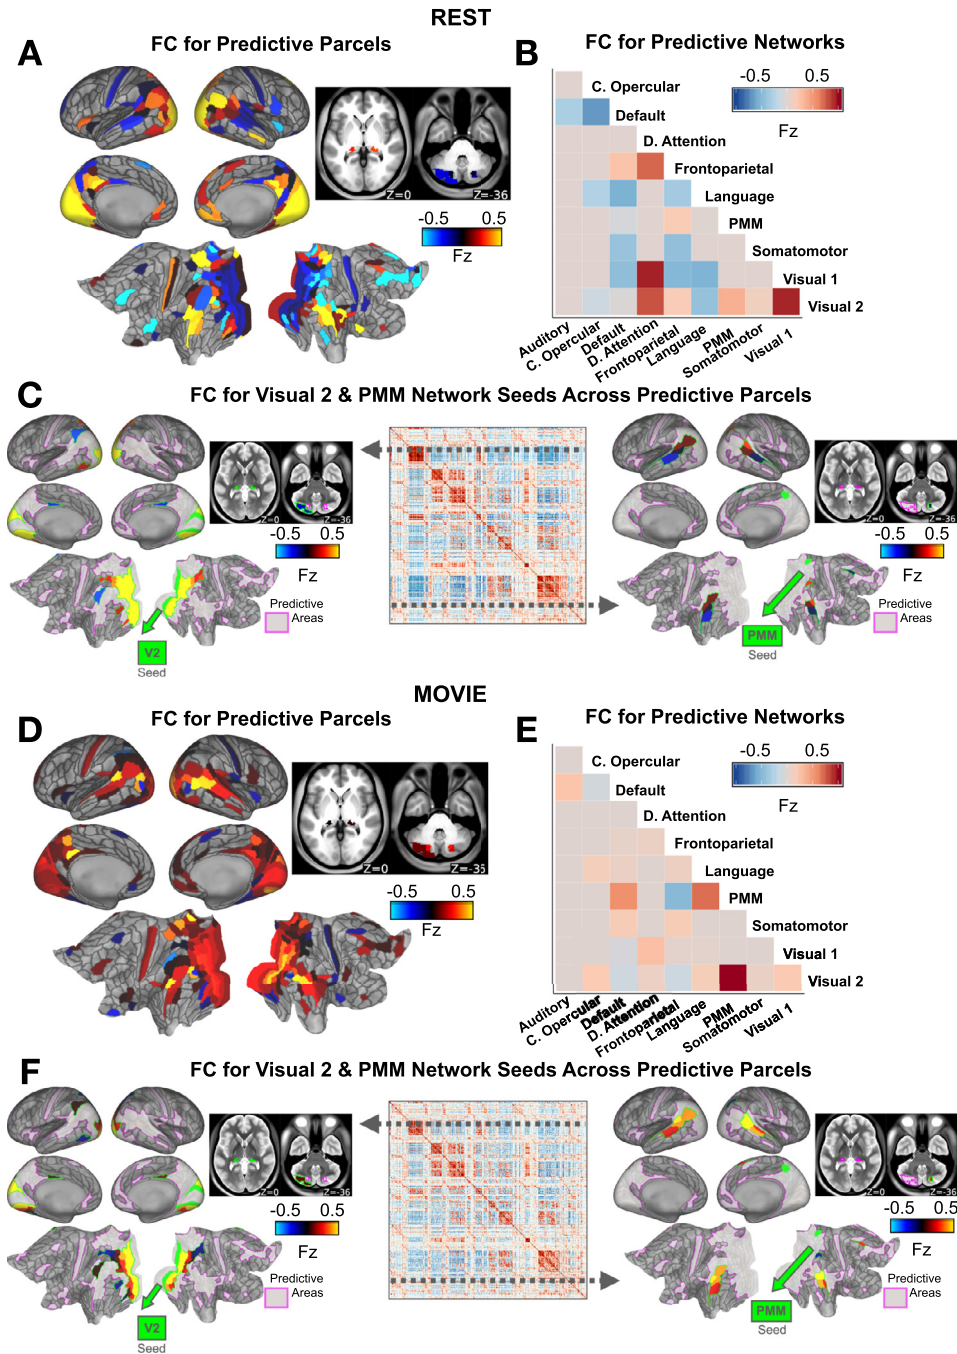 REST
A
FC for Predictive Parcels
Z=0
Z=-36
-0.5 0.5
Fz
B
FC for Predictive Networks
-0.5 0.5
Fz
C. Opercular
Default
D. Attention
Frontoparietal
Language
PMM
Somatomotor
Visual 1
Visual 2
Auditory
C. Opercular
Default
D. Attention
Frontoparietal
Language
PMM
Somatomotor
Visual 1
C
FC for Visual 2 & PMM Network Seeds Across Predictive Parcels
Z=0
Z=-36
-0.5 0.5
Fz
Predictive
Areas
V2
Seed
Z=0
Z=-36
-0.5 0.5
Fz
Predictive
Areas
PMM
Seed
MOVIE
D
FC for Predictive Parcels
Z=0
Z=-36
-0.5 0.5
Fz
E
FC for Predictive Networks
-0.5 0.5
Fz
C. Opercular
Default
D. Attention
Frontoparietal
Language
PMM
Somatomotor
Visual 1
Visual 2
Auditory
C. Opercular
Default
D. Attention
Frontoparietal
Language
PMM
Somatomotor
Visual 1
F
FC for Visual 2 & PMM Network Seeds Across Predictive Parcels
Z=0
Z=-36
-0.5 0.5
Fz
Predictive
Areas
V2
Seed
Z=0
Z=-36
-0.5 0.5
Fz
Predictive
Areas
PMM
Seed